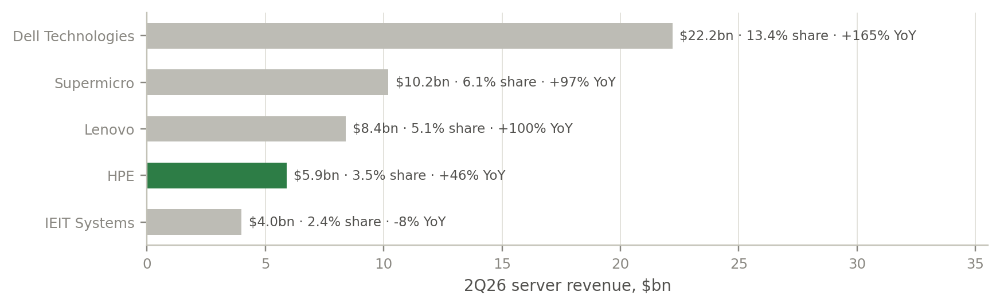 Dell Technologies $22.2bn · 13.4% share · +165% YoY
Supermicro $10.2bn · 6.1% share · +97% YoY
Lenovo $8.4bn · 5.1% share · +100% YoY
HPE $5.9bn · 3.5% share · +46% YoY
IEIT Systems $4.0bn · 2.4% share · -8% YoY
0 5 10 15 20 25 30 35
2Q26 server revenue, $bn